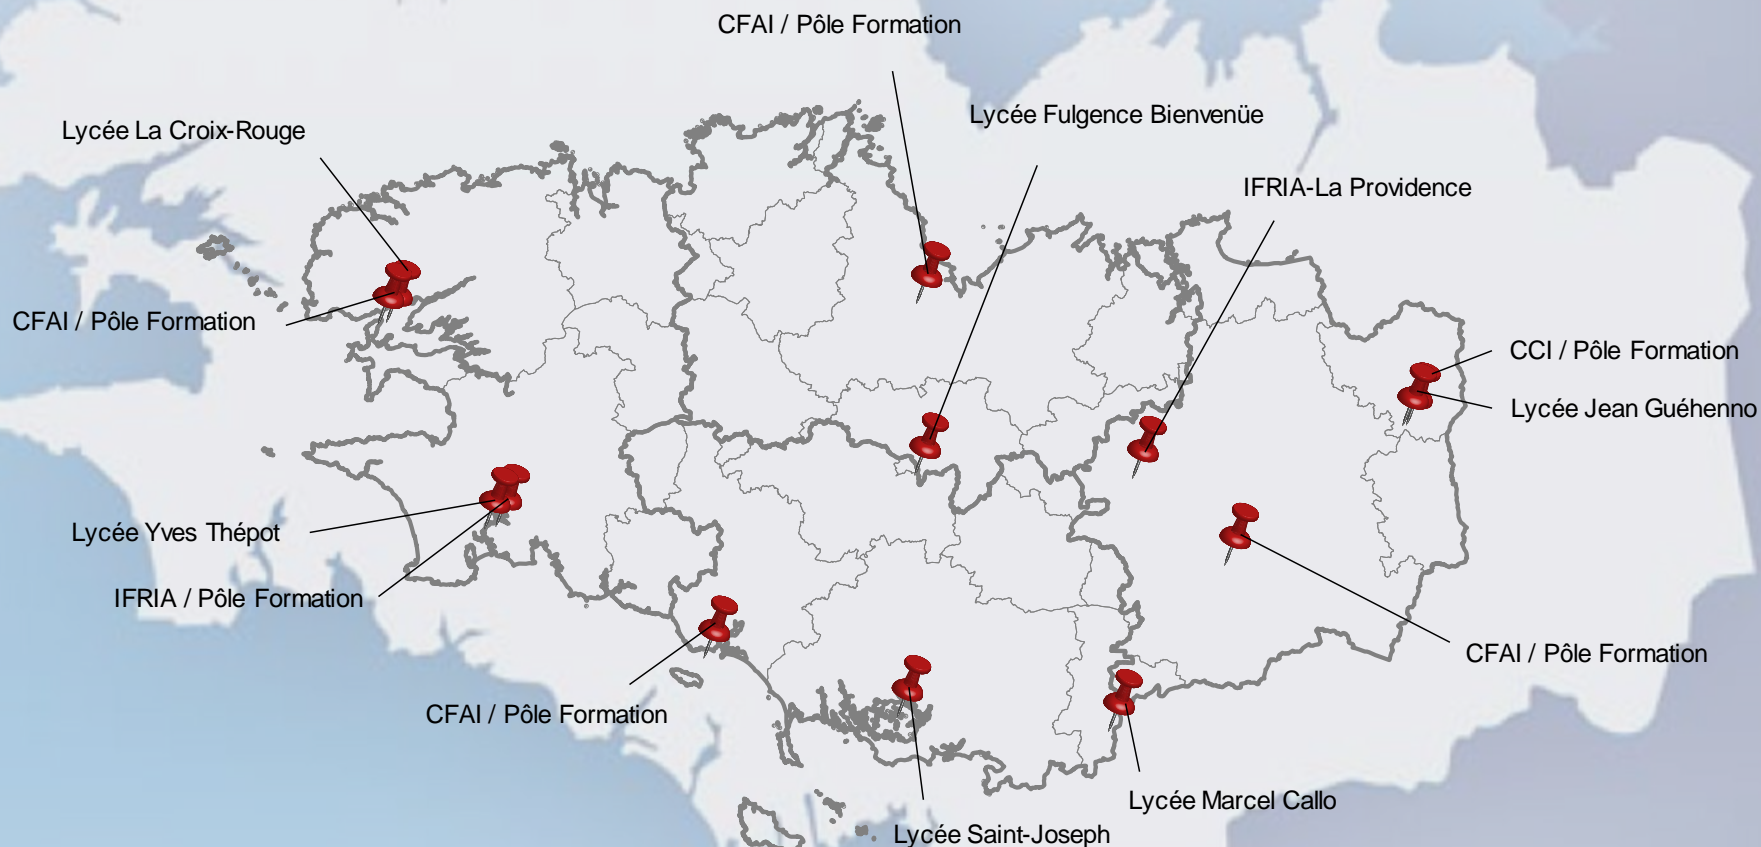 CFAI / Pôle Formation
Lycée Fulgence Bienvenüe
Lycée La Croix-Rouge
IFRIA-La Providence
CFAI / Pôle Formation
CCI / Pôle Formation
Lycée Jean Guéhenno
Lycée Yves Thépot
IFRIA / Pôle Formation
CFAI / Pôle Formation
CFAI / Pôle Formation
Lycée Marcel Callo
Lycée Saint-Joseph